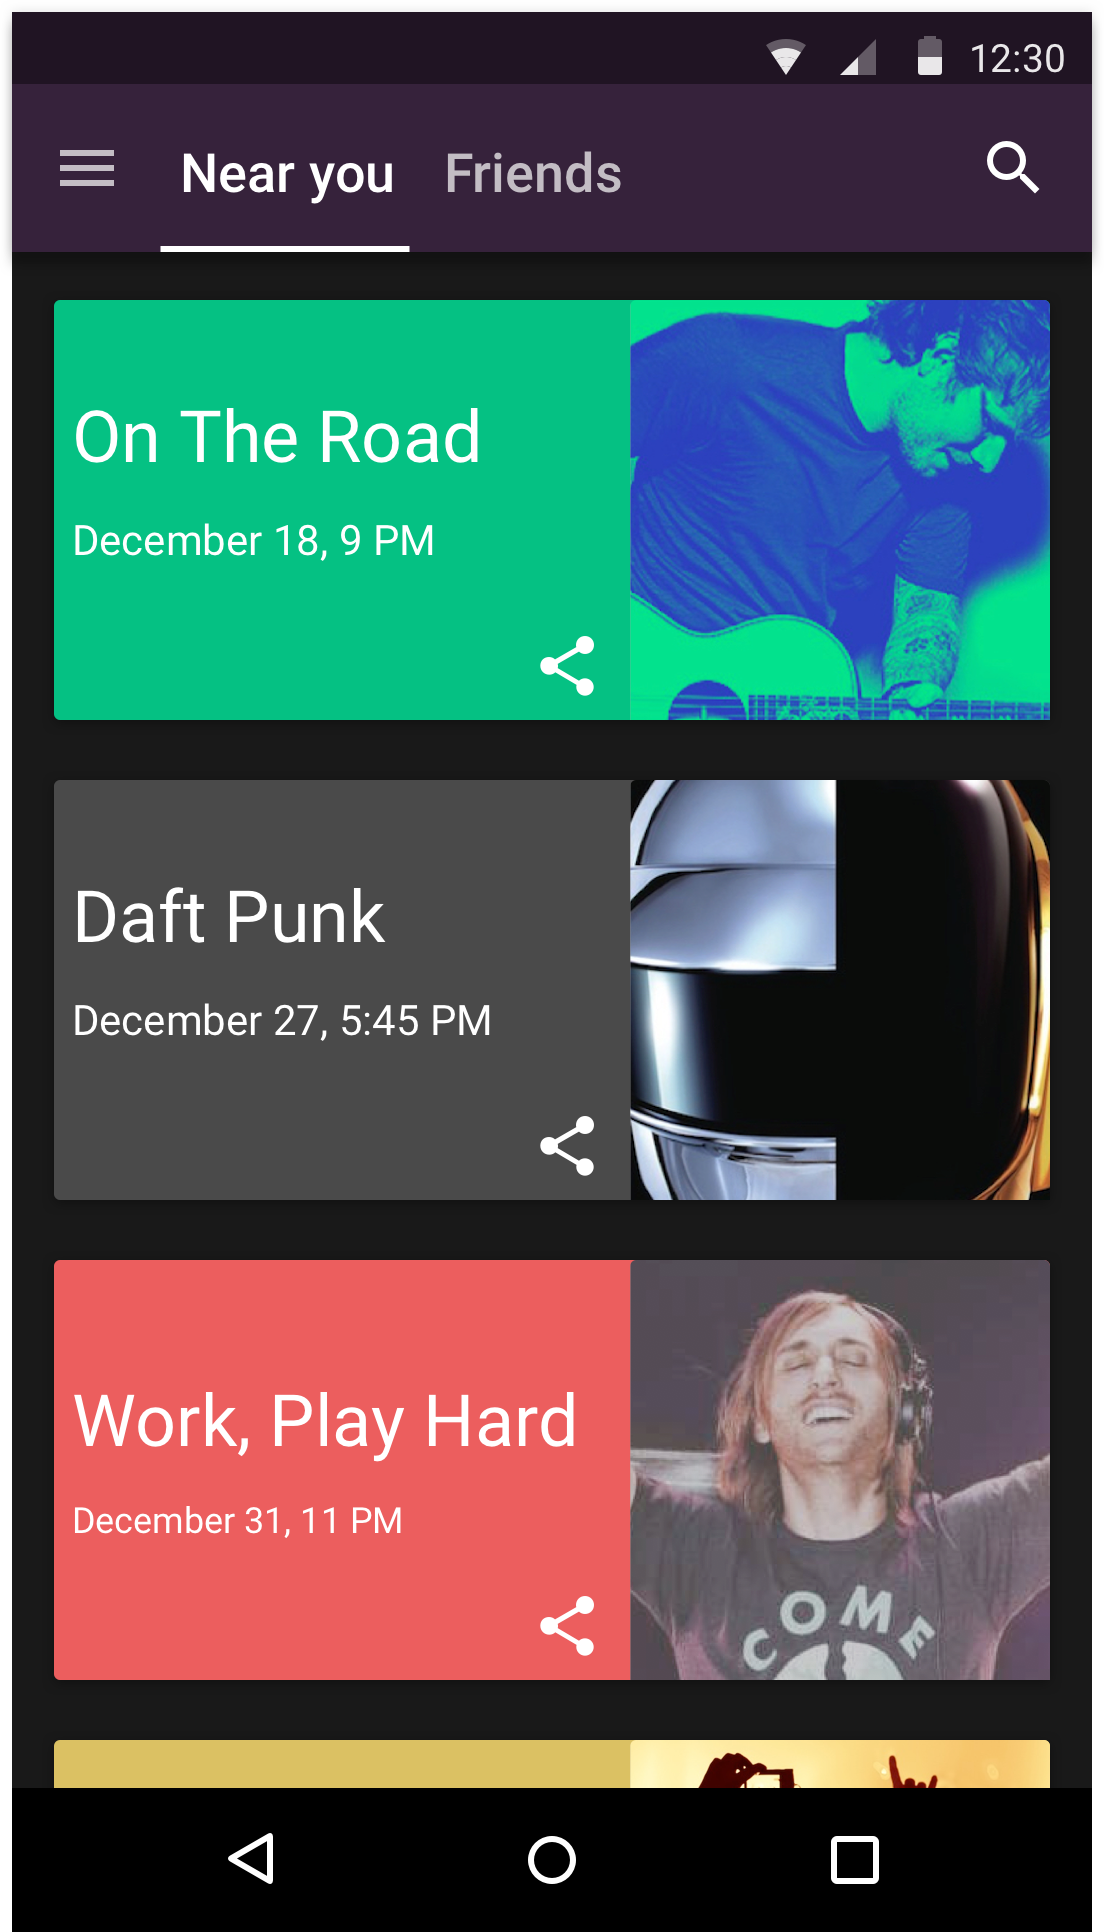 12:30
Near you Friends
On The Road
December 18, 9 PM
Daft Punk
December 27, 5:45 PM
Work, Play Hard
December 31, 11 PM
COME